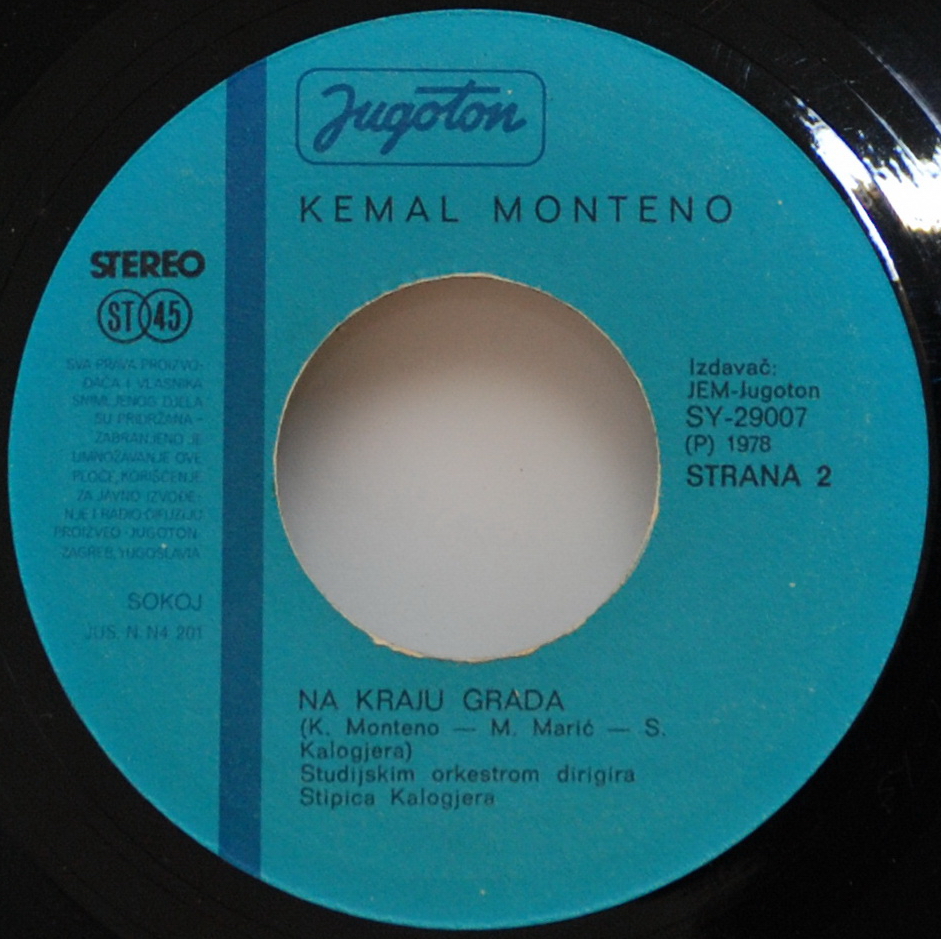 Jugoton
KEMAL MONTENO
STEREO
ST 45
SVA PRAVA PROIZVO-
ĐAČA I VLASNIKA
SNIMLJENOG DJELA
SU PRIDRŽANA -
ZABRANJENO JE
UMNOŽAVANJE OVE
PLOČE, KORIŠĆENJE
ZA JAVNO IZVOĐE-
NJE I RADIO DIFUZIJU
PROIZVEO - JUGOTON-
ZAGREB, YUGOSLAVIA
SOKOJ
JUS. N. N4 201
Izdavač:
JEM-Jugoton
SY-29007
(P) 1978
STRANA 2
NA KRAJU GRADA
(K. Monteno — M. Marić — S.
Kalogjera)
Studijskim orkestrom dirigira
Stipica Kalogjera